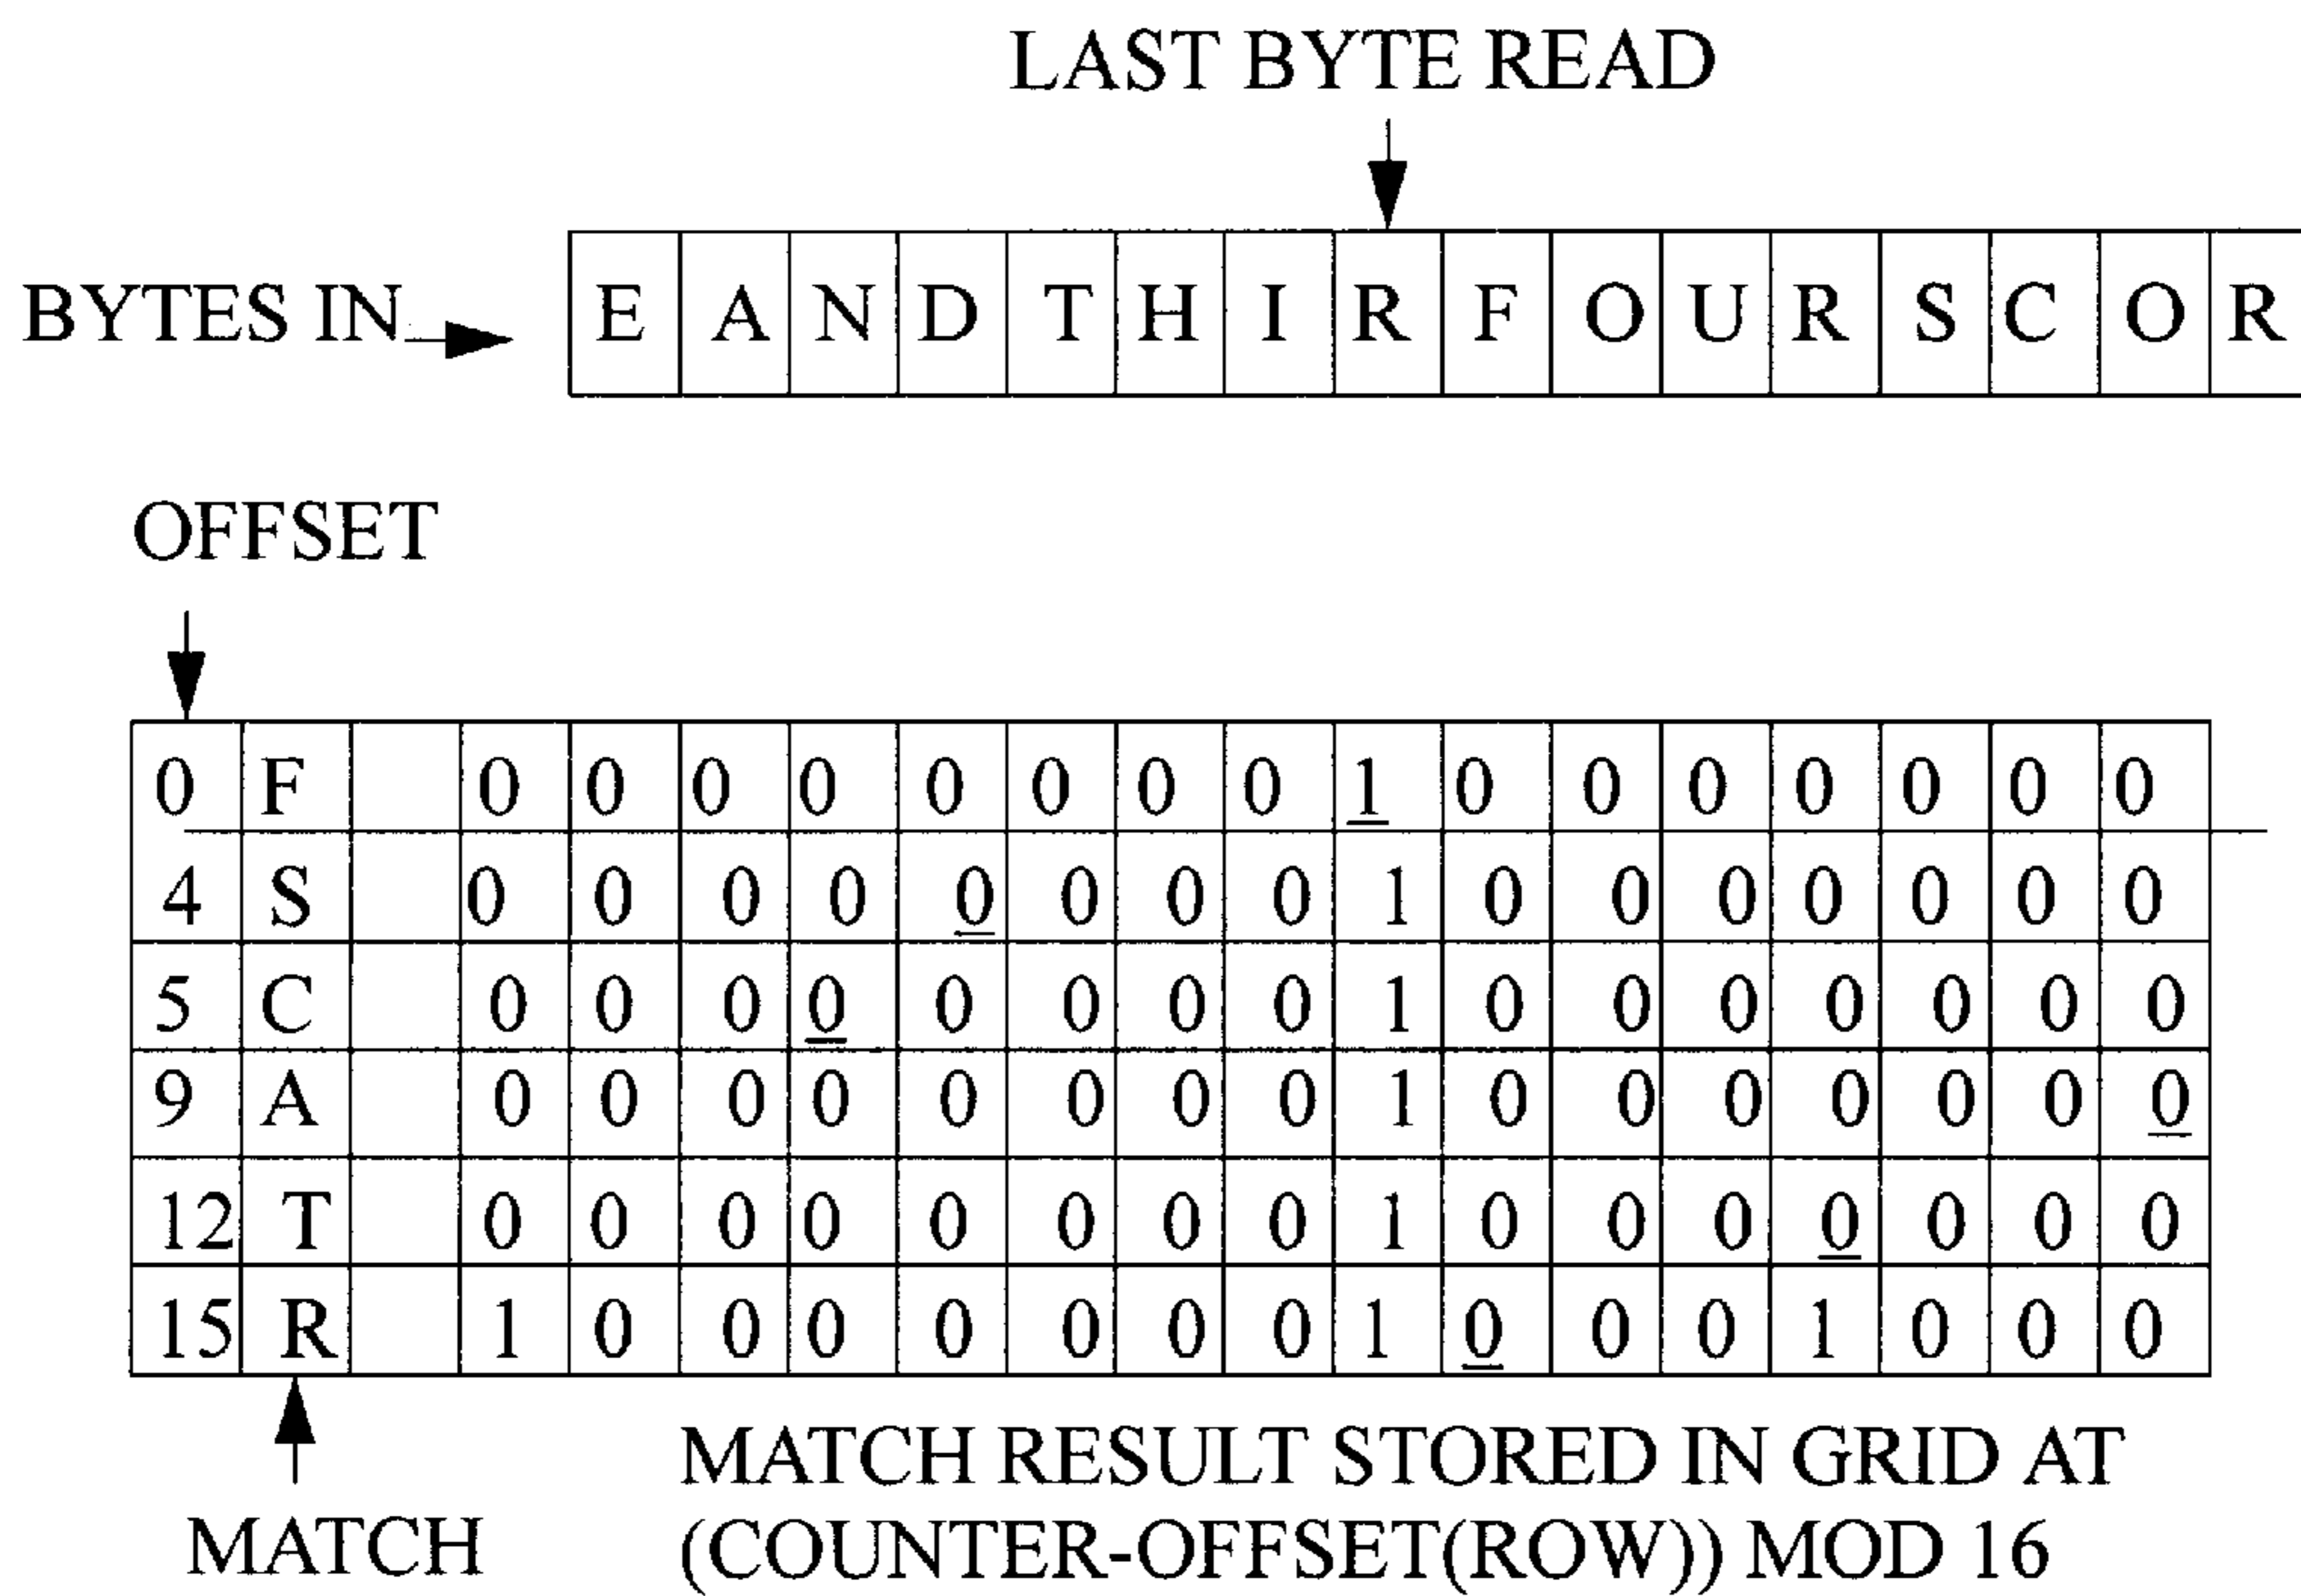 LAST BYTE READ
BYTES IN E A N D T H I R F O U R S C O R
OFFSET
0 F 0 0 0 0 0 0 0 0 1 0 0 0 0 0 0 0
4 S 0 0 0 0 0 0 0 0 1 0 0 0 0 0 0 0
5 C 0 0 0 0 0 0 0 0 1 0 0 0 0 0 0 0
9 A 0 0 0 0 0 0 0 0 1 0 0 0 0 0 0 0
12 T 0 0 0 0 0 0 0 0 1 0 0 0 0 0 0 0
15 R 1 0 0 0 0 0 0 0 1 0 0 0 1 0 0 0
MATCH
MATCH RESULT STORED IN GRID AT
(COUNTER-OFFSET(ROW)) MOD 16